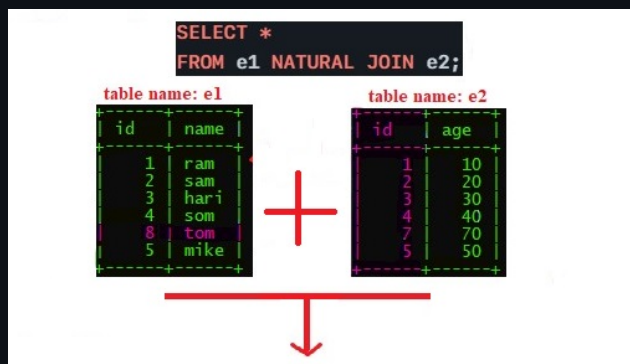 SELECT *
FROM e1 NATURAL JOIN e2;
table name: e1
+------+------+
| id | name |
+------+------+
| 1 | ram |
| 2 | sam |
| 3 | hari |
| 4 | som |
| 8 | tom |
| 5 | mike |
+------+------+
table name: e2
+------+------+
| id | age |
+------+------+
| 1 | 10 |
| 2 | 20 |
| 3 | 30 |
| 4 | 40 |
| 7 | 70 |
| 5 | 50 |
+------+------+